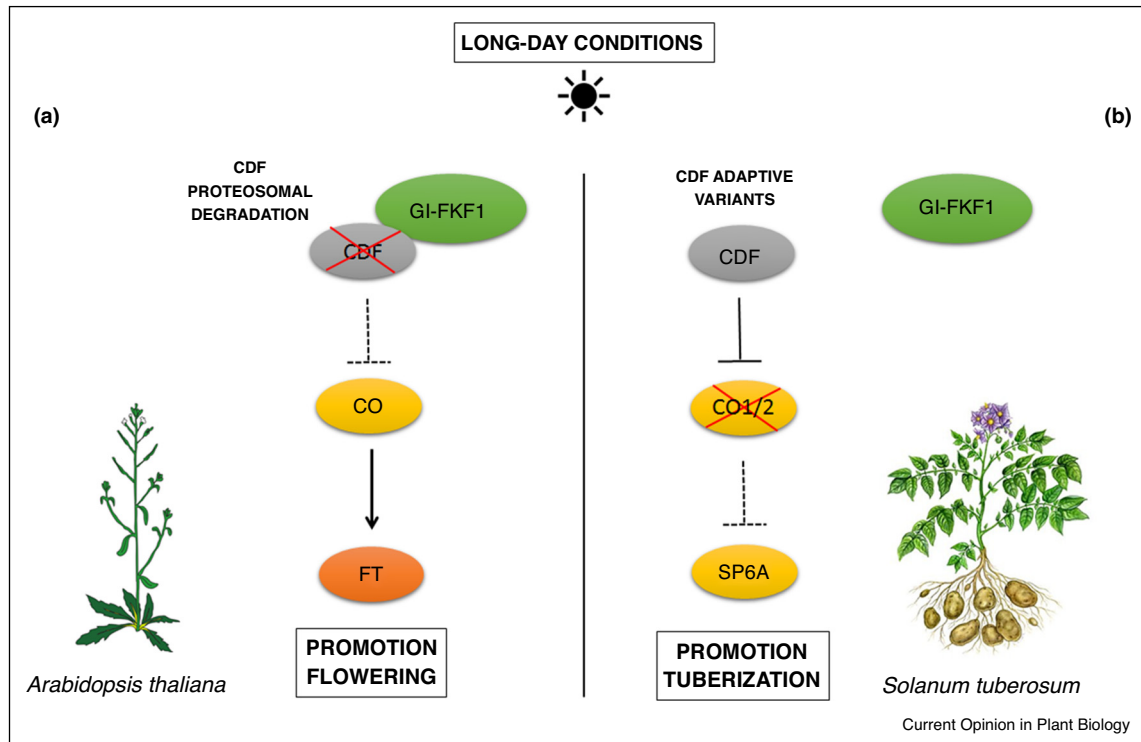 LONG-DAY CONDITIONS
(a)
CDF
PROTEOSOMAL
DEGRADATION
GI-FKF1
CDF
CO
FT
PROMOTION
FLOWERING
Arabidopsis thaliana
(b)
CDF ADAPTIVE
VARIANTS
GI-FKF1
CDF
CO1/2
SP6A
PROMOTION
TUBERIZATION
Solanum tuberosum
Current Opinion in Plant Biology